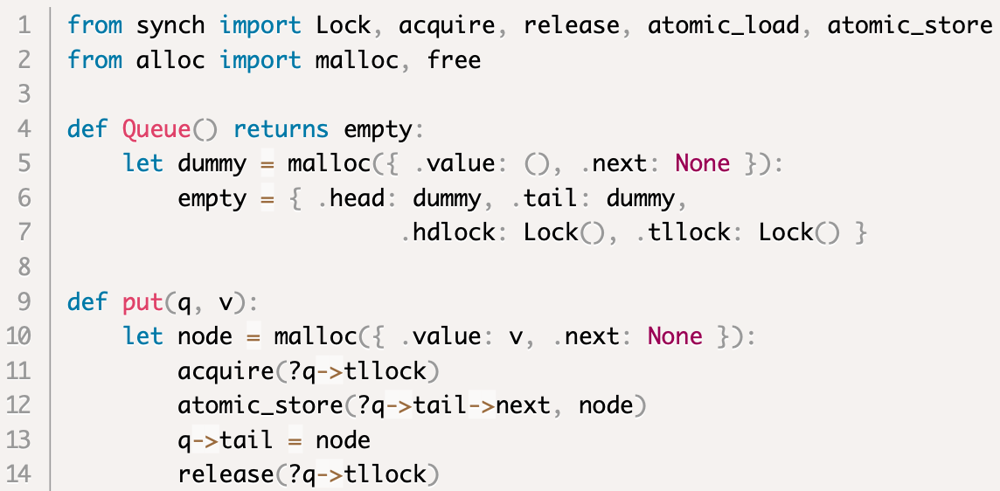 1 from synch import Lock, acquire, release, atomic_load, atomic_store
2 from alloc import malloc, free
3
4 def Queue() returns empty:
5     let dummy = malloc({ .value: (), .next: None }):
6         empty = { .head: dummy, .tail: dummy,
7                         .hdlock: Lock(), .tllock: Lock() }
8
9 def put(q, v):
10     let node = malloc({ .value: v, .next: None }):
11         acquire(?q->tllock)
12         atomic_store(?q->tail->next, node)
13         q->tail = node
14         release(?q->tllock)